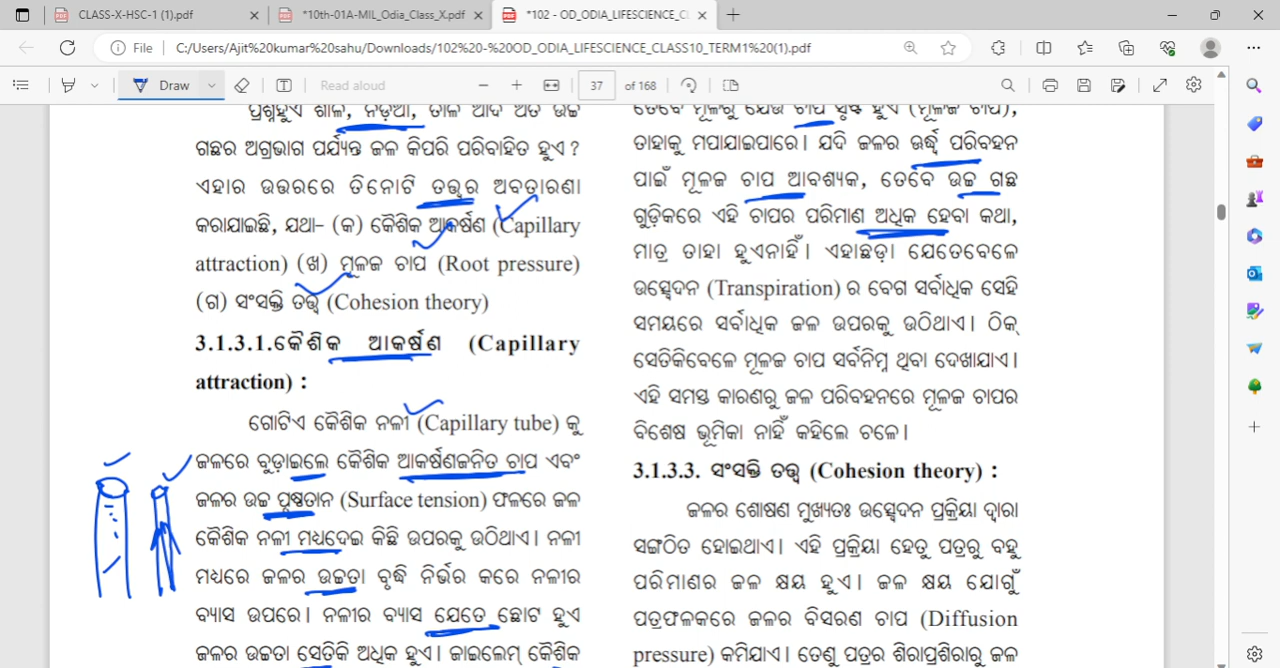 CLASS-X-HSC-1 (1).pdf
*10th-01A-MIL_Odia_Class_X.pdf
*102 - OD_ODIA_LIFESCIENCE_CL
File
C:/Users/Ajit%20kumar%20sahu/Downloads/102%20-%20OD_ODIA_LIFESCIENCE_CLASS10_TERM1%20(1).pdf
Draw
Read aloud
37
of 168
ପ୍ରଶ୍ନହୁଏ ଶାଳ, ନଡ଼ିଆ, ତାଳ ଆଦି ଅତି ଉଚ୍ଚ
ଗଛର ଅଗ୍ରଭାଗ ପର୍ଯ୍ୟନ୍ତ ଜଳ କିପରି ପରିବାହିତ ହୁଏ ?
ଏହାର ଉତ୍ତରରେ ତିନୋଟି ତତ୍ତ୍ୱର ଅବତାରଣା
କରାଯାଇଛି, ଯଥା– (କ) କୈଶିକ ଆକର୍ଷଣ (Capillary
attraction) (ଖ) ମୂଳଜ ଚାପ (Root pressure)
(ଗ) ସଂସକ୍ତି ତତ୍ତ୍ୱ (Cohesion theory)
3.1.3.1.କୈଶିକ ଆକର୍ଷଣ (Capillary
attraction) :
ଗୋଟିଏ କୈଶିକ ନଳୀ (Capillary tube) କୁ
ଜଳରେ ବୁଡ଼ାଇଲେ କୈଶିକ ଆକର୍ଷଣଜନିତ ଚାପ ଏବଂ
ଜଳର ଉଚ୍ଚ ପୃଷ୍ଠତାନ (Surface tension) ଫଳରେ ଜଳ
କୈଶିକ ନଳୀ ମଧ୍ୟଦେଇ କିଛି ଉପରକୁ ଉଠିଥାଏ। ନଳୀ
ମଧ୍ୟରେ ଜଳର ଉଚ୍ଚତା ବୃଦ୍ଧି ନିର୍ଭର କରେ ନଳୀର
ବ୍ୟାସ ଉପରେ। ନଳୀର ବ୍ୟାସ ଯେତେ ଛୋଟ ହୁଏ
ଜଳର ଉଚ୍ଚତା ସେତିକି ଅଧିକ ହୁଏ। ଜାଇଲେମ୍ କୈଶିକ
ତେବେ ମୂଳରୁ ଯେଉଁ ଚାପ ସୃଷ୍ଟି ହୁଏ (ମୂଳଜ ଚାପ),
ତାହାକୁ ମପାଯାଇପାରେ। ଯଦି ଜଳର ଊର୍ଦ୍ଧ୍ୱ ପରିବହନ
ପାଇଁ ମୂଳଜ ଚାପ ଆବଶ୍ୟକ, ତେବେ ଉଚ୍ଚ ଗଛ
ଗୁଡ଼ିକରେ ଏହି ଚାପର ପରିମାଣ ଅଧିକ ହେବା କଥା,
ମାତ୍ର ତାହା ହୁଏନାହିଁ। ଏହାଛଡ଼ା ଯେତେବେଳେ
ଉତ୍ସ୍ୱେଦନ (Transpiration) ର ବେଗ ସର୍ବାଧିକ ସେହି
ସମୟରେ ସର୍ବାଧିକ ଜଳ ଉପରକୁ ଉଠିଥାଏ। ଠିକ୍
ସେତିକିବେଳେ ମୂଳଜ ଚାପ ସର୍ବନିମ୍ନ ଥିବା ଦେଖାଯାଏ।
ଏହି ସମସ୍ତ କାରଣରୁ ଜଳ ପରିବହନରେ ମୂଳଜ ଚାପର
ବିଶେଷ ଭୂମିକା ନାହିଁ କହିଲେ ଚଳେ।
3.1.3.3. ସଂସକ୍ତି ତତ୍ତ୍ୱ (Cohesion theory) :
ଜଳର ଶୋଷଣ ମୁଖ୍ୟତଃ ଉତ୍ସ୍ୱେଦନ ପ୍ରକ୍ରିୟା ଦ୍ୱାରା
ସଙ୍ଗଠିତ ହୋଇଥାଏ। ଏହି ପ୍ରକ୍ରିୟା ହେତୁ ପତ୍ରରୁ ବହୁ
ପରିମାଣର ଜଳ କ୍ଷୟ ହୁଏ। ଜଳ କ୍ଷୟ ଯୋଗୁଁ
ପତ୍ରଫଳକରେ ଜଳର ବିସରଣ ଚାପ (Diffusion
pressure) କମିଯାଏ। ତେଣୁ ପତ୍ରର ଶିରାପ୍ରଶିରାରୁ ଜଳ